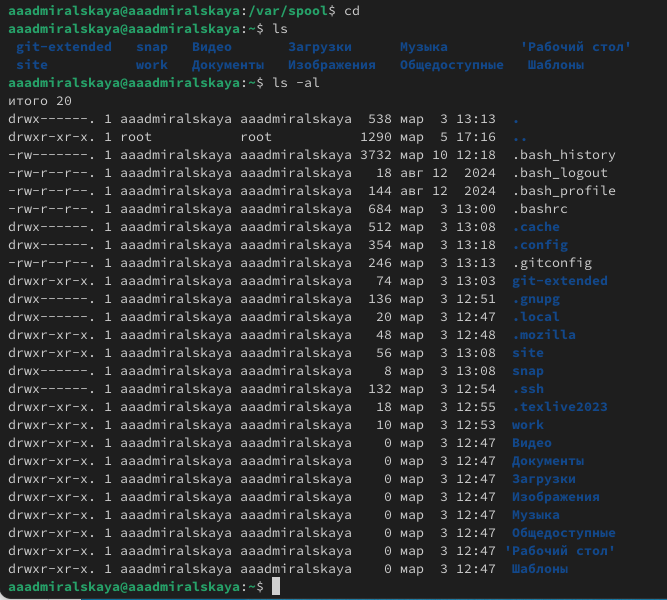 aaadmiralskaya@aaadmiralskaya:/var/spool$ cd
aaadmiralskaya@aaadmiralskaya:~$ ls
git-extended snap Видео Загрузки Музыка 'Рабочий стол'
site work Документы Изображения Общедоступные Шаблоны
aaadmiralskaya@aaadmiralskaya:~$ ls -al
итого 20
drwx------. 1 aaadmiralskaya aaadmiralskaya 538 мар 3 13:13 .
drwxr-xr-x. 1 root root 1290 мар 5 17:16 ..
-rw-------. 1 aaadmiralskaya aaadmiralskaya 3732 мар 10 12:18 .bash_history
-rw-r--r--. 1 aaadmiralskaya aaadmiralskaya 18 авг 12 2024 .bash_logout
-rw-r--r--. 1 aaadmiralskaya aaadmiralskaya 144 авг 12 2024 .bash_profile
-rw-r--r--. 1 aaadmiralskaya aaadmiralskaya 684 мар 3 13:00 .bashrc
drwx------. 1 aaadmiralskaya aaadmiralskaya 512 мар 3 13:08 .cache
drwx------. 1 aaadmiralskaya aaadmiralskaya 354 мар 3 13:18 .config
-rw-r--r--. 1 aaadmiralskaya aaadmiralskaya 246 мар 3 13:13 .gitconfig
drwxr-xr-x. 1 aaadmiralskaya aaadmiralskaya 74 мар 3 13:03 git-extended
drwx------. 1 aaadmiralskaya aaadmiralskaya 136 мар 3 12:51 .gnupg
drwx------. 1 aaadmiralskaya aaadmiralskaya 20 мар 3 12:47 .local
drwxr-xr-x. 1 aaadmiralskaya aaadmiralskaya 48 мар 3 12:48 .mozilla
drwxr-xr-x. 1 aaadmiralskaya aaadmiralskaya 56 мар 3 13:08 site
drwx------. 1 aaadmiralskaya aaadmiralskaya 8 мар 3 13:08 snap
drwx------. 1 aaadmiralskaya aaadmiralskaya 132 мар 3 12:54 .ssh
drwxr-xr-x. 1 aaadmiralskaya aaadmiralskaya 18 мар 3 12:55 .texlive2023
drwxr-xr-x. 1 aaadmiralskaya aaadmiralskaya 10 мар 3 12:53 work
drwxr-xr-x. 1 aaadmiralskaya aaadmiralskaya 0 мар 3 12:47 Видео
drwxr-xr-x. 1 aaadmiralskaya aaadmiralskaya 0 мар 3 12:47 Документы
drwxr-xr-x. 1 aaadmiralskaya aaadmiralskaya 0 мар 3 12:47 Загрузки
drwxr-xr-x. 1 aaadmiralskaya aaadmiralskaya 0 мар 3 12:47 Изображения
drwxr-xr-x. 1 aaadmiralskaya aaadmiralskaya 0 мар 3 12:47 Музыка
drwxr-xr-x. 1 aaadmiralskaya aaadmiralskaya 0 мар 3 12:47 Общедоступные
drwxr-xr-x. 1 aaadmiralskaya aaadmiralskaya 0 мар 3 12:47 'Рабочий стол'
drwxr-xr-x. 1 aaadmiralskaya aaadmiralskaya 0 мар 3 12:47 Шаблоны
aaadmiralskaya@aaadmiralskaya:~$